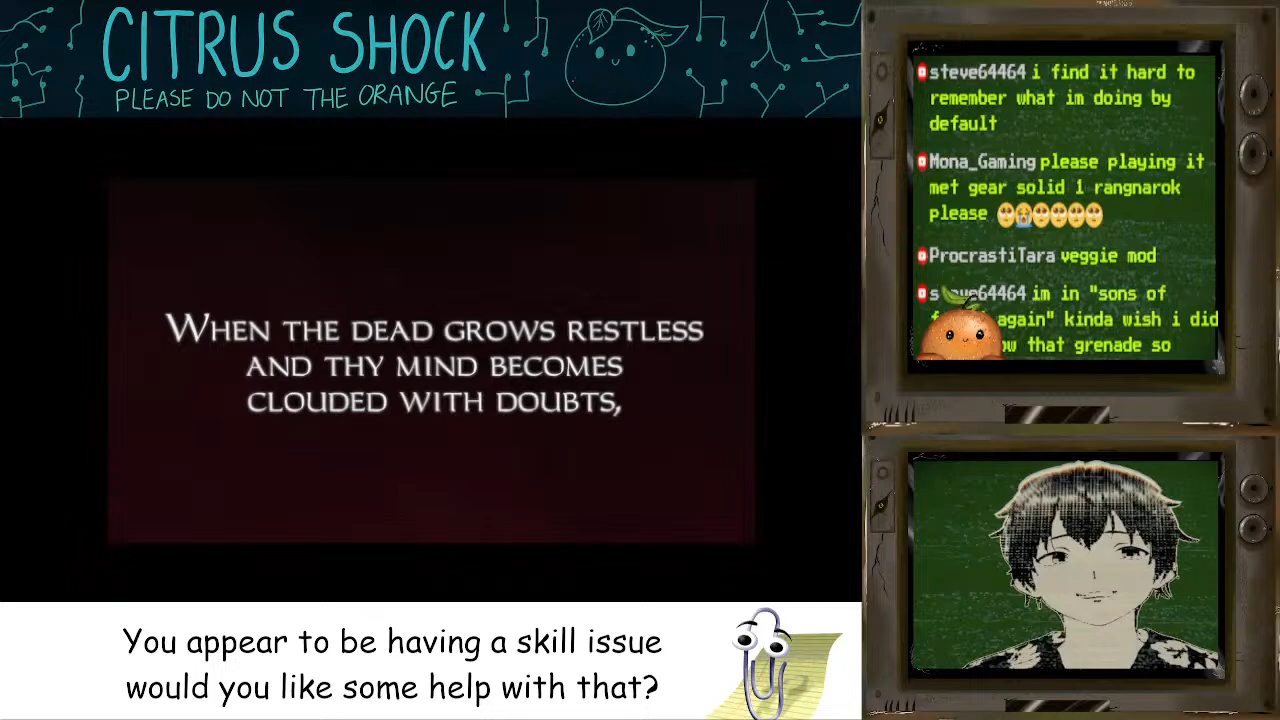 CITRUS SHOCK
PLEASE DO NOT THE ORANGE
WHEN THE DEAD GROWS RESTLESS
AND THY MIND BECOMES
CLOUDED WITH DOUBTS,
You appear to be having a skill issue
would you like some help with that?
steve64464 i find it hard to
remember what im doing by
default
Mona_Gaming please playing it
met gear solid 1 rangnarok
please 🥺😭🥺🥺🥺🥺
ProcrastiTara veggie mod
im in "sons of
again" kinda wish i did
that grenade so